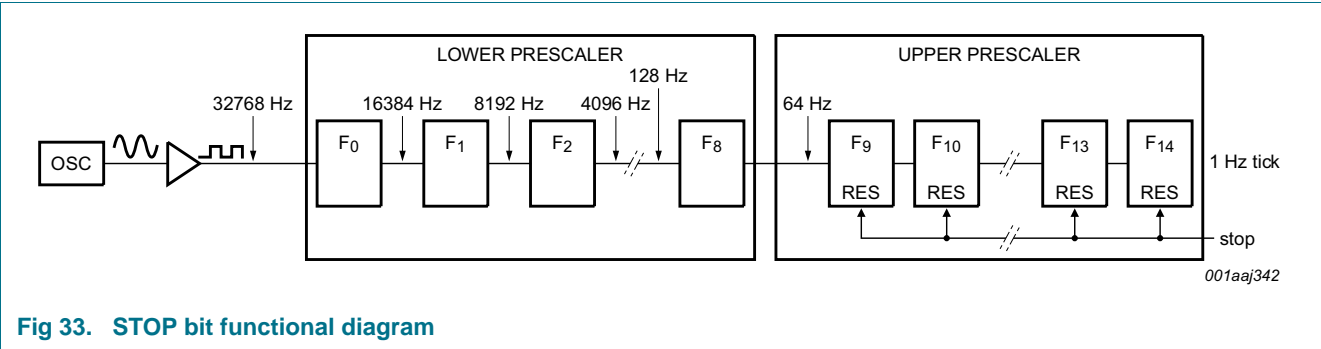 LOWER PRESCALER
UPPER PRESCALER
128 Hz
32768 Hz
16384 Hz
8192 Hz
4096 Hz
64 Hz
OSC
F0
F1
F2
F8
F9
RES
F10
RES
F13
RES
F14
RES
1 Hz tick
stop
001aaj342
Fig 33. STOP bit functional diagram